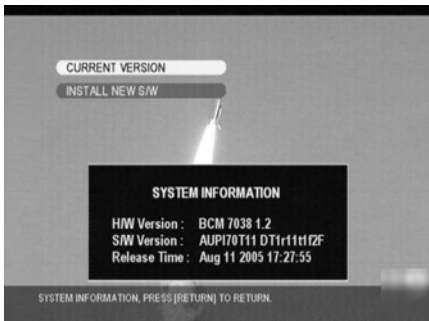 CURRENT VERSION
INSTALL NEW S/W
SYSTEM INFORMATION
H/W Version : BCM 7038 1.2
S/W Version : AUPI70T11 DT1r11t1f2F
Release Time : Aug 11 2005 17:27:55
SYSTEM INFORMATION, PRESS [RETURN] TO RETURN.